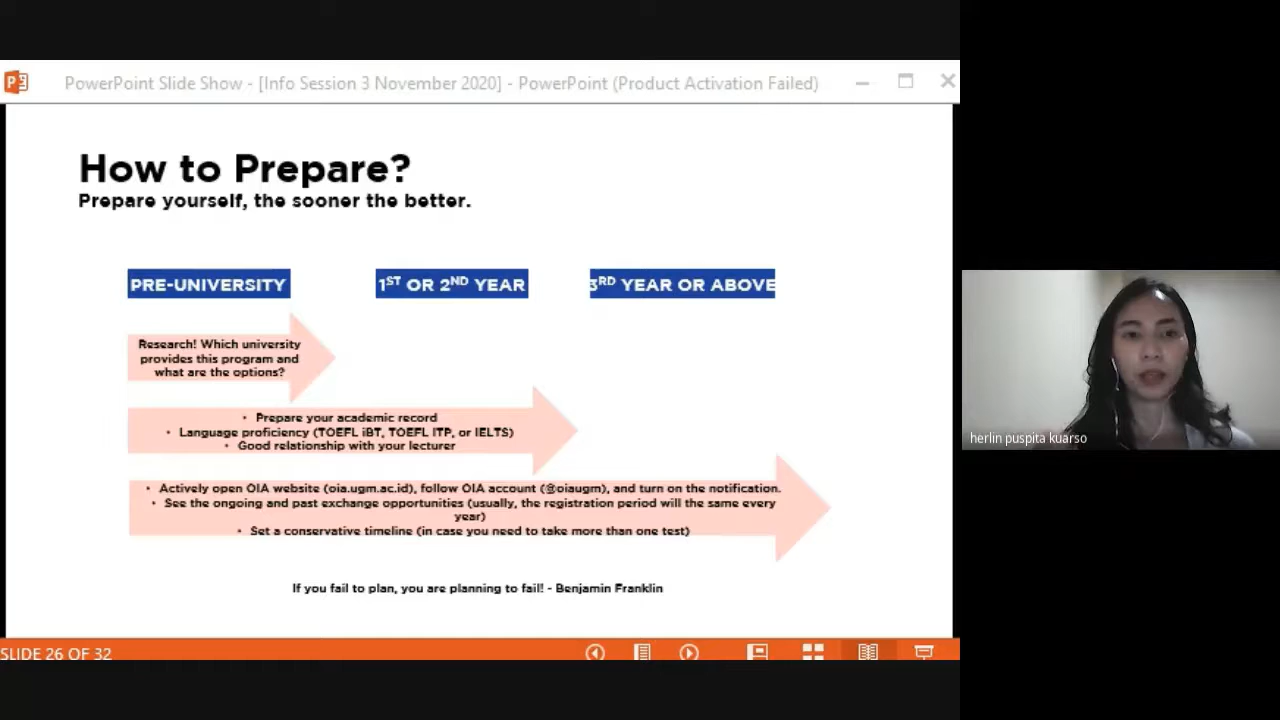 PowerPoint Slide Show - [Info Session 3 November 2020] - PowerPoint (Product Activation Failed)
How to Prepare?
Prepare yourself, the sooner the better.
PRE-UNIVERSITY
1ST OR 2ND YEAR
3RD YEAR OR ABOVE
Research! Which university
provides this program and
what are the options?
• Prepare your academic record
• Language proficiency (TOEFL iBT, TOEFL ITP, or IELTS)
• Good relationship with your lecturer
• Actively open OIA website (oia.ugm.ac.id), follow OIA account (@oiaugm), and turn on the notification.
• See the ongoing and past exchange opportunities (usually, the registration period will the same every
year)
• Set a conservative timeline (in case you need to take more than one test)
If you fail to plan, you are planning to fail! - Benjamin Franklin
SLIDE 26 OF 32
herlin puspita kuarso